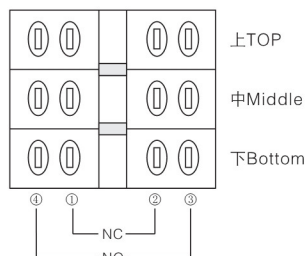 上TOP
中Middle
下Bottom
④ ① ② ③
NC
NO